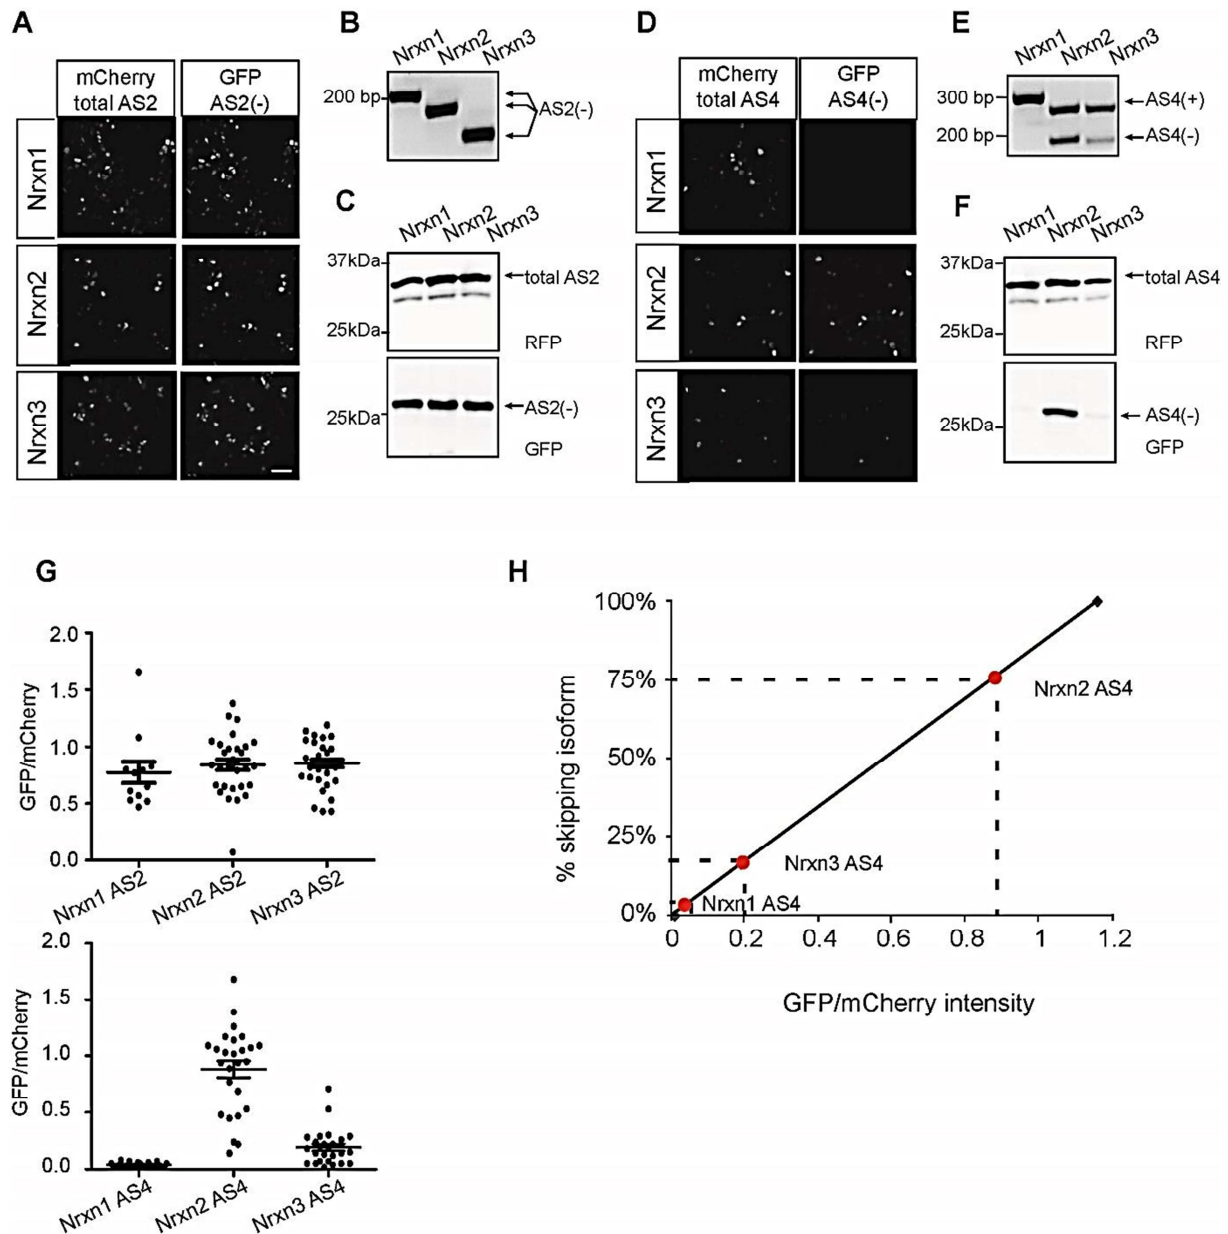 A
mCherry
total AS2
GFP
AS2(-)
Nrxn1
Nrxn2
Nrxn3
B
Nrxn1
Nrxn2
Nrxn3
200 bp
AS2(-)
C
Nrxn1
Nrxn2
Nrxn3
37kDa
total AS2
25kDa
RFP
AS2(-)
25kDa
GFP
D
mCherry
total AS4
GFP
AS4(-)
Nrxn1
Nrxn2
Nrxn3
E
Nrxn1
Nrxn2
Nrxn3
300 bp
AS4(+)
200 bp
AS4(-)
F
Nrxn1
Nrxn2
Nrxn3
37kDa
total AS4
25kDa
RFP
AS4(-)
25kDa
GFP
G
2.0
1.5
1.0
0.5
0.0
GFP/mCherry
Nrxn1 AS2
Nrxn2 AS2
Nrxn3 AS2
2.0
1.5
1.0
0.5
0.0
GFP/mCherry
Nrxn1 AS4
Nrxn2 AS4
Nrxn3 AS4
H
100%
75%
50%
25%
0%
% skipping isoform
Nrxn2 AS4
Nrxn3 AS4
Nrxn1 AS4
0
0.2
0.4
0.6
0.8
1
1.2
GFP/mCherry intensity